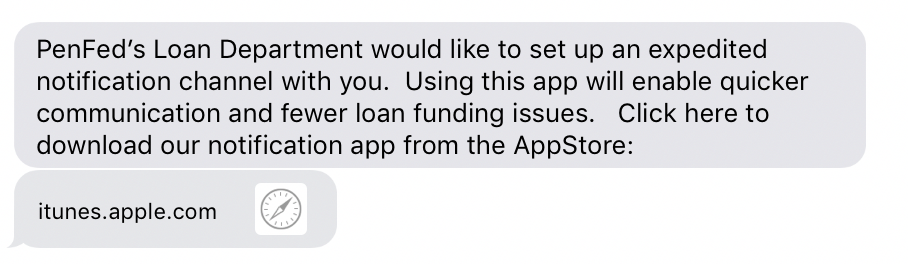 PenFed’s Loan Department would like to set up an expedited
notification channel with you.  Using this app will enable quicker
communication and fewer loan funding issues.   Click here to
download our notification app from the AppStore:
itunes.apple.com